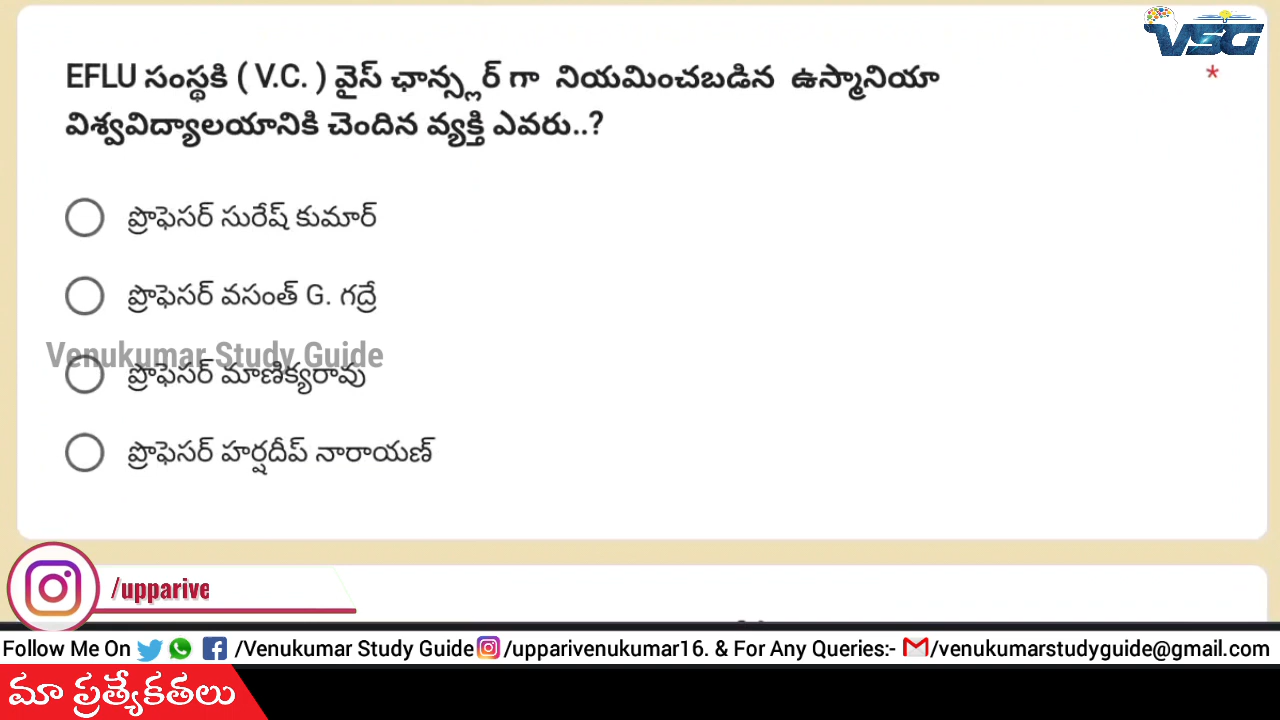 VSG
EFLU సంస్థకి ( V.C. ) వైస్ ఛాన్స్లర్ గా నియమించబడిన ఉస్మానియా *
విశ్వవిద్యాలయానికి చెందిన వ్యక్తి ఎవరు..?
ప్రొఫెసర్ సురేష్ కుమార్
ప్రొఫెసర్ వసంత్ G. గద్రే
Venukumar Study Guide
ప్రొఫెసర్ మాణిక్యరావు
ప్రొఫెసర్ హర్షదీప్ నారాయణ్
/upparive
Follow Me On /Venukumar Study Guide /upparivenukumar16. & For Any Queries:- /venukumarstudyguide@gmail.com
మా ప్రత్యేకతలు